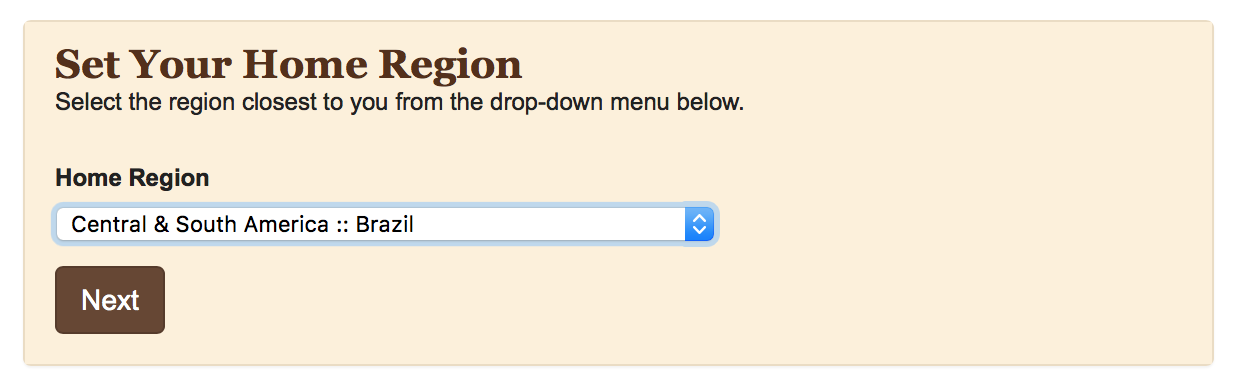 Set Your Home Region
Select the region closest to you from the drop-down menu below.
Home Region
Central & South America :: Brazil
Next